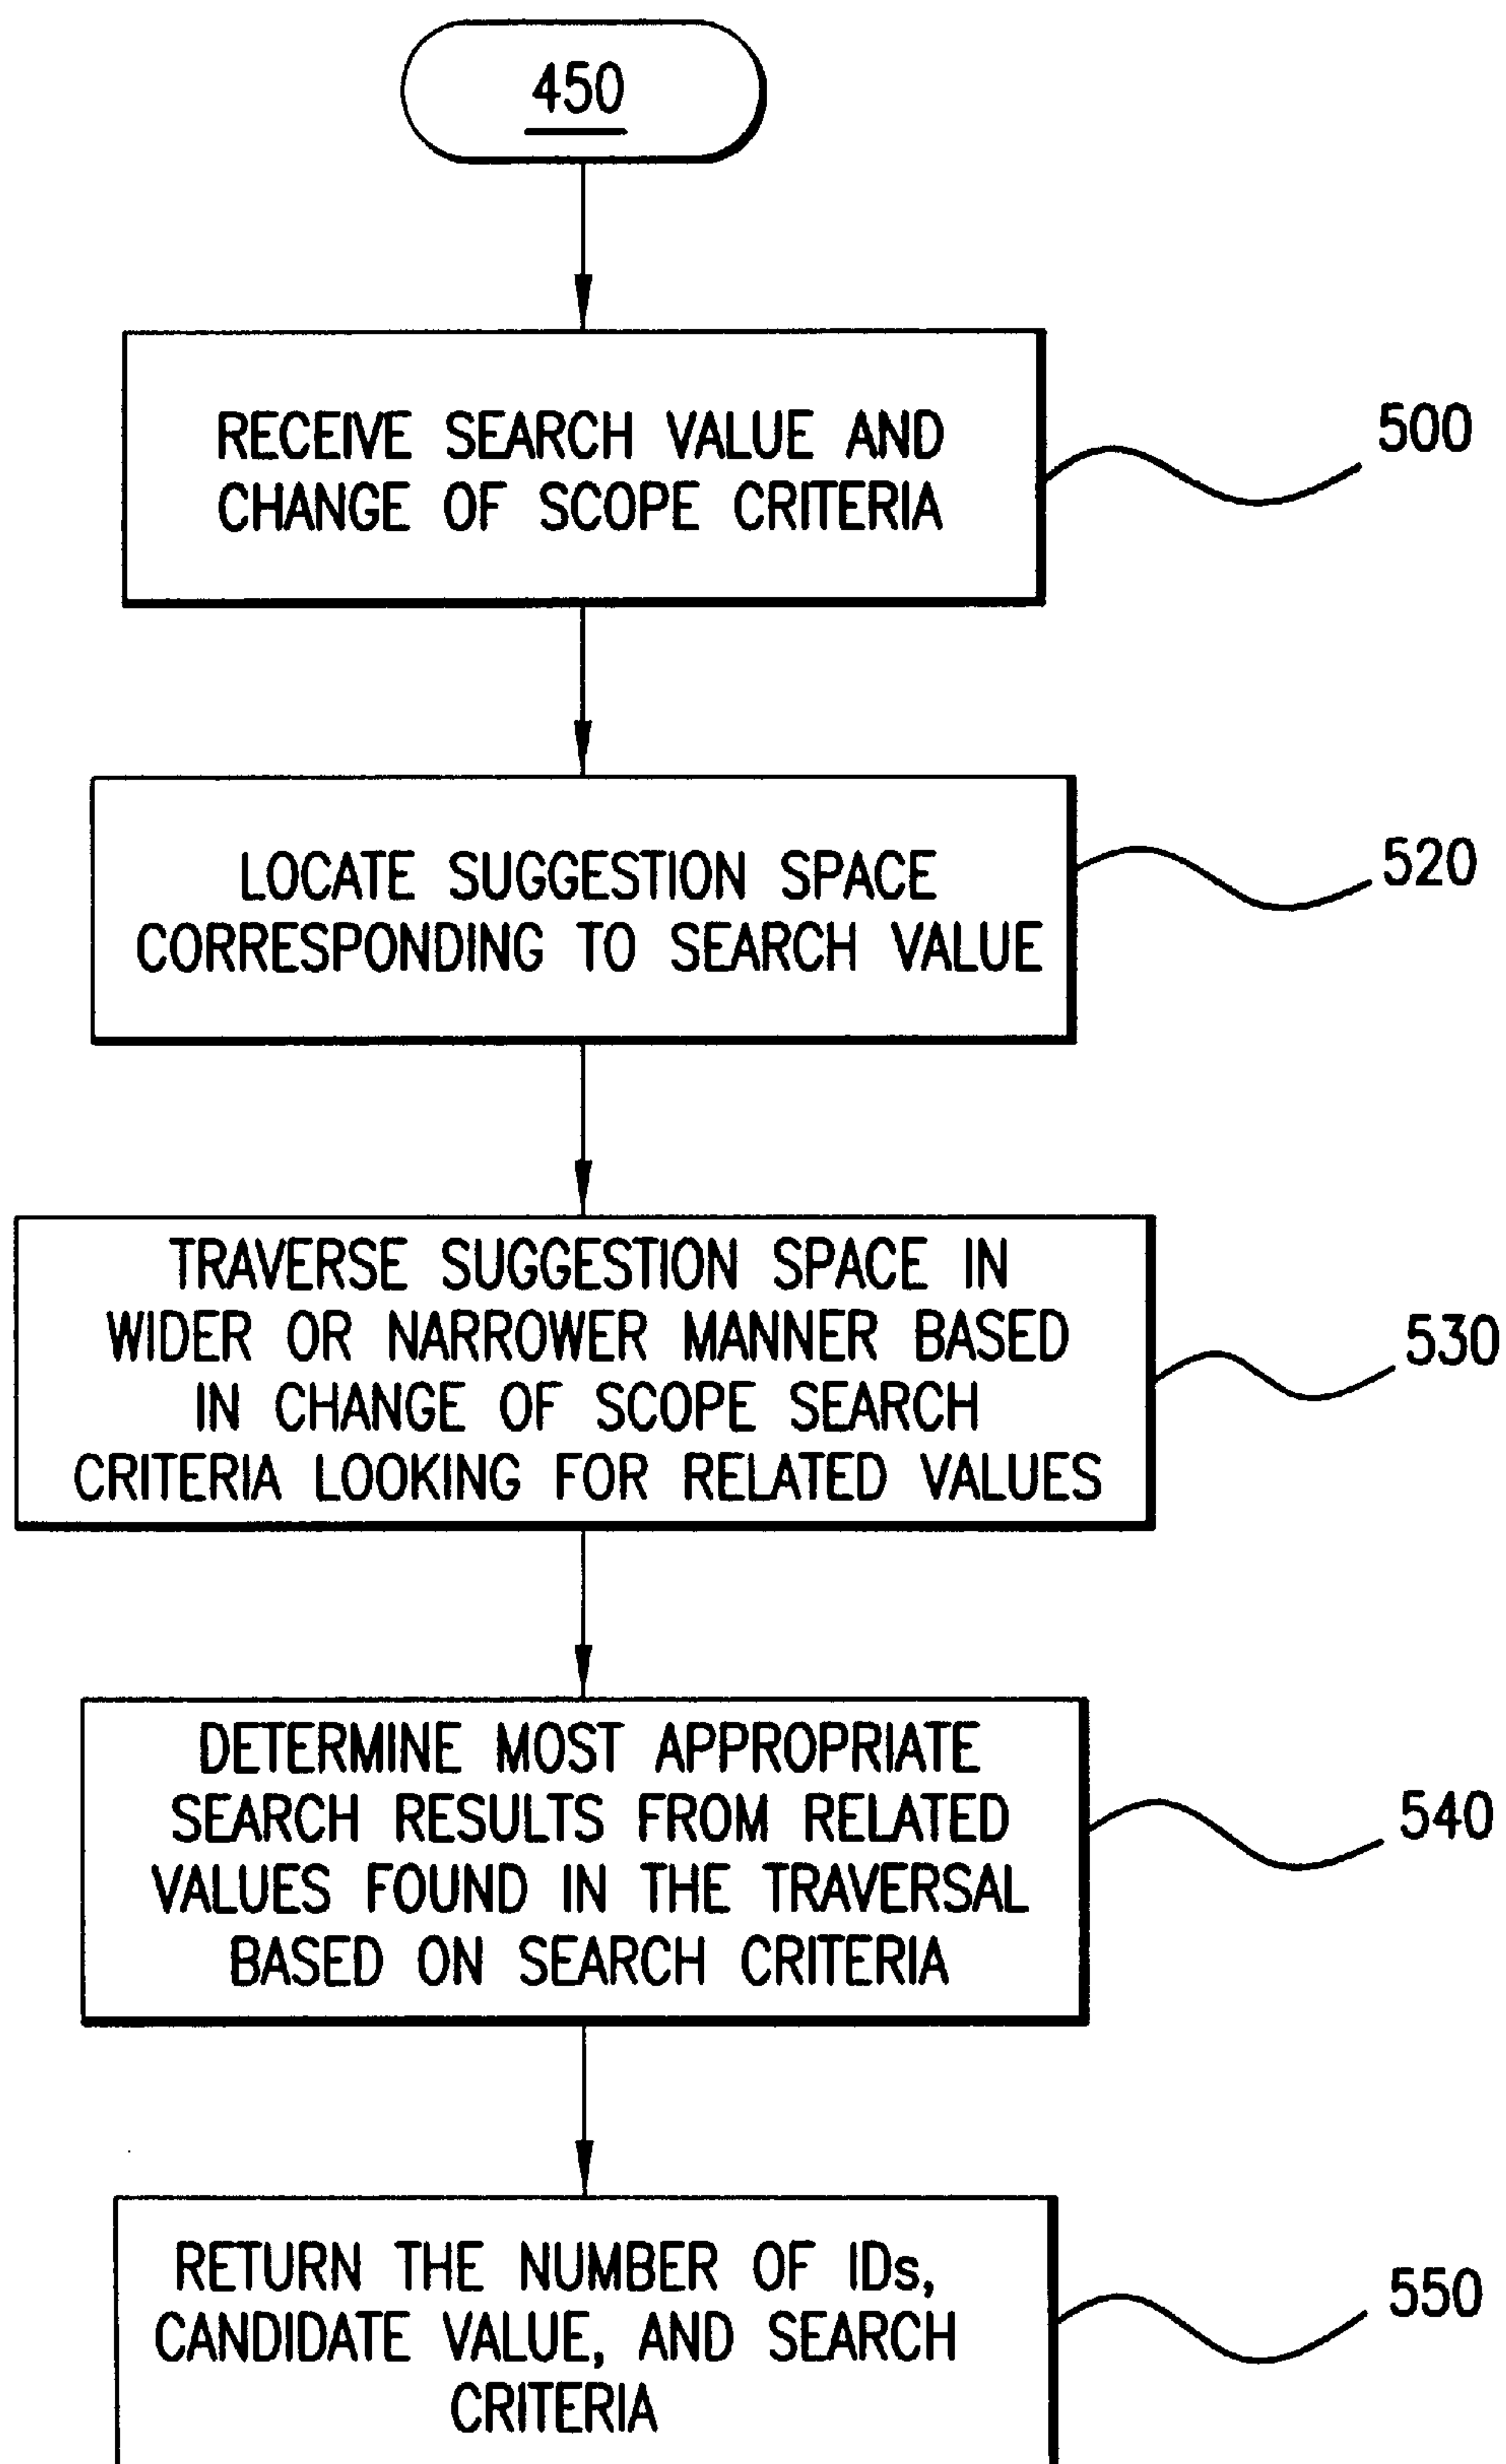 450
RECEIVE SEARCH VALUE AND
CHANGE OF SCOPE CRITERIA
500
LOCATE SUGGESTION SPACE
CORRESPONDING TO SEARCH VALUE
520
TRAVERSE SUGGESTION SPACE IN
WIDER OR NARROWER MANNER BASED
IN CHANGE OF SCOPE SEARCH
CRITERIA LOOKING FOR RELATED VALUES
530
DETERMINE MOST APPROPRIATE
SEARCH RESULTS FROM RELATED
VALUES FOUND IN THE TRAVERSAL
BASED ON SEARCH CRITERIA
540
RETURN THE NUMBER OF IDs,
CANDIDATE VALUE, AND SEARCH
CRITERIA
550